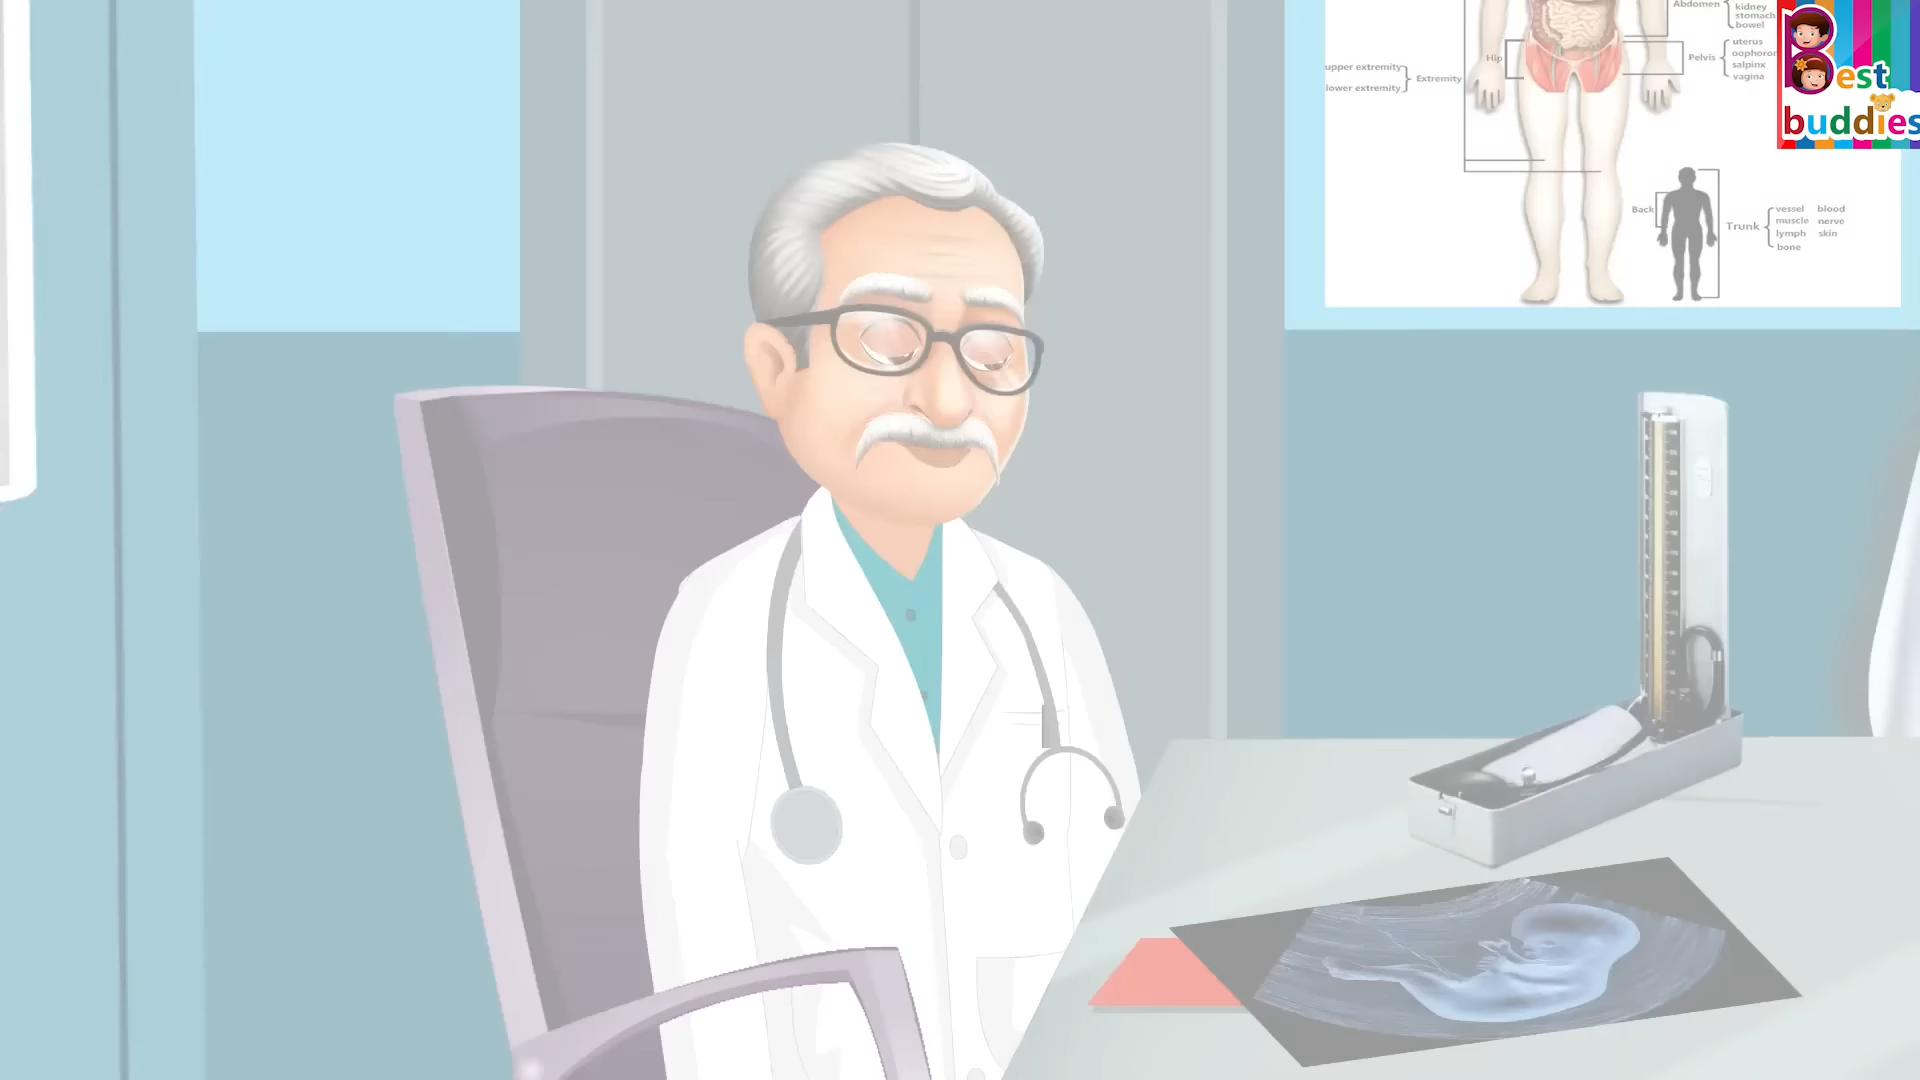 Abdomen
kidney
stomach
bowel
Hip
Pelvis
uterus
oophoron
salpinx
vagina
upper extremity
lower extremity
Extremity
Back
Trunk
vessel blood
muscle nerve
lymph skin
bone
Best
buddies